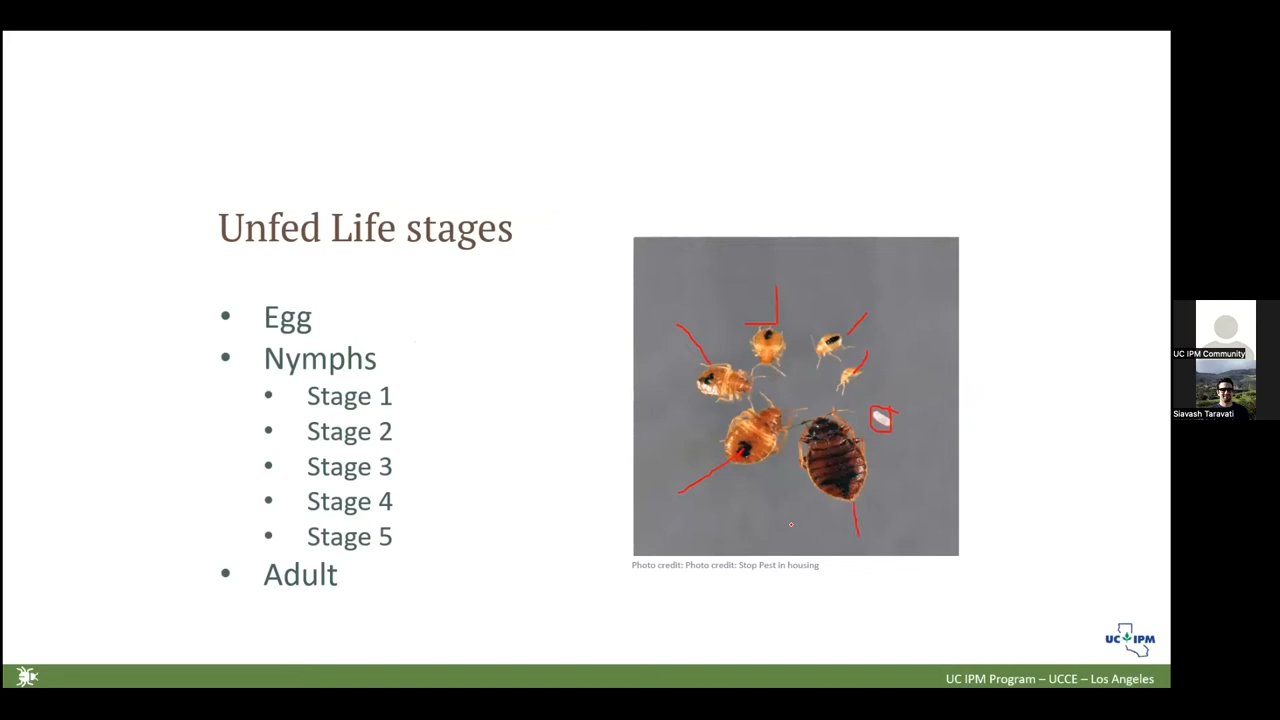 Unfed Life stages
• Egg
• Nymphs
• Stage 1
• Stage 2
• Stage 3
• Stage 4
• Stage 5
• Adult
Photo credit: Photo credit: Stop Pest in housing
UC IPM
UC IPM Program – UCCE – Los Angeles
UC IPM Community
Siavash Taravati